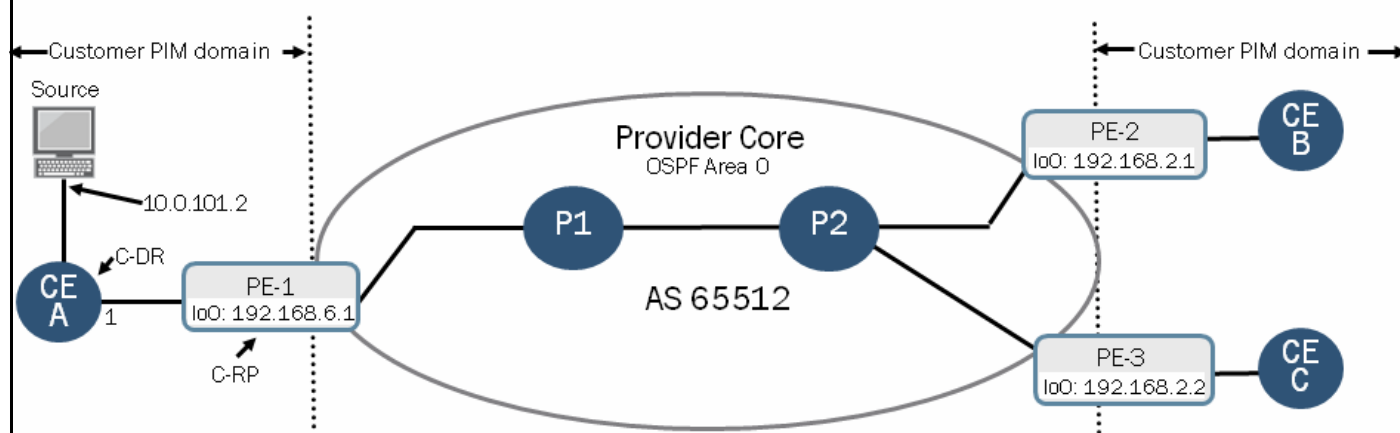 Customer PIM domain
Customer PIM domain
Source
Provider Core
OSPF Area 0
PE-2
lo0: 192.168.2.1
CE
B
10.0.101.2
P1
P2
C-DR
CE
A
1
PE-1
lo0: 192.168.6.1
AS 65512
C-RP
PE-3
lo0: 192.168.2.2
CE
C